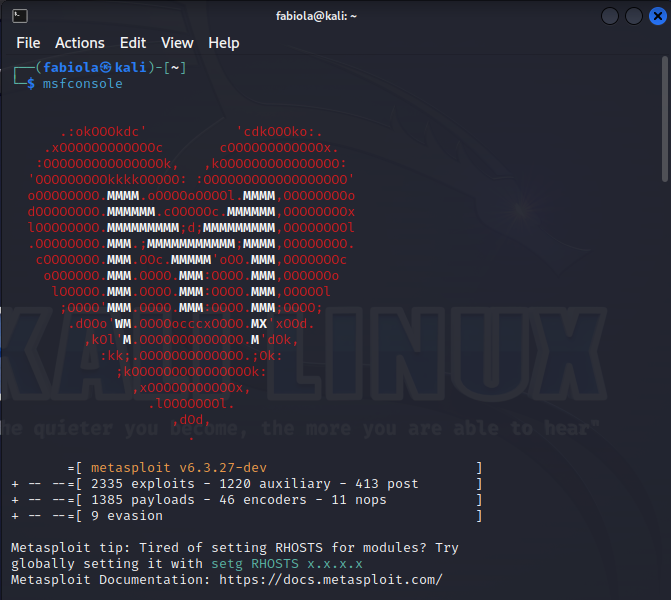 fabiola@kali: ~
File Actions Edit View Help
┌──(fabiola㉿kali)-[~]
└─$ msfconsole
.:okOOOkdc'           'cdkOOOko:.
.xOOOOOOOOOOOOc       cOOOOOOOOOOOOx.
:OOOOOOOOOOOOOOOk,   ,kOOOOOOOOOOOOOOO:
'OOOOOOOOOkkkkOOOOO: :OOOOOOOOOOOOOOOOOO'
oOOOOOOOO.MMMM.oOOOOoOOOOl.MMMM,OOOOOOOOo
dOOOOOOOO.MMMMMM.cOOOOOc.MMMMMM,OOOOOOOOx
lOOOOOOOO.MMMMMMMMM;d;MMMMMMMMM,OOOOOOOOl
.OOOOOOOO.MMM.;MMMMMMMMMMM;MMMM,OOOOOOOO.
cOOOOOOO.MMM.OOc.MMMMM'oOO.MMM,OOOOOOOc
oOOOOOO.MMM.OOOO.MMM:OOOO.MMM,OOOOOOo
lOOOOO.MMM.OOOO.MMM:OOOO.MMM,OOOOOl
;OOOO'MMM.OOOO.MMM:OOOO.MMM;OOOO;
.dOOo'WM.OOOOocccxOOOO.MX'xOOd.
,kOl'M.OOOOOOOOOOOOO.M'dOk,
:kk;.OOOOOOOOOOOOO.;Ok:
;kOOOOOOOOOOOOOOOk:
,xOOOOOOOOOOOx,
.lOOOOOOOl.
,dOd,
.
KALI LINUX
he quieter you become, the more you are able to hear"
=[ metasploit v6.3.27-dev                          ]
+ -- --=[ 2335 exploits - 1220 auxiliary - 413 post       ]
+ -- --=[ 1385 payloads - 46 encoders - 11 nops           ]
+ -- --=[ 9 evasion                                       ]
Metasploit tip: Tired of setting RHOSTS for modules? Try
globally setting it with setg RHOSTS x.x.x.x
Metasploit Documentation: https://docs.metasploit.com/